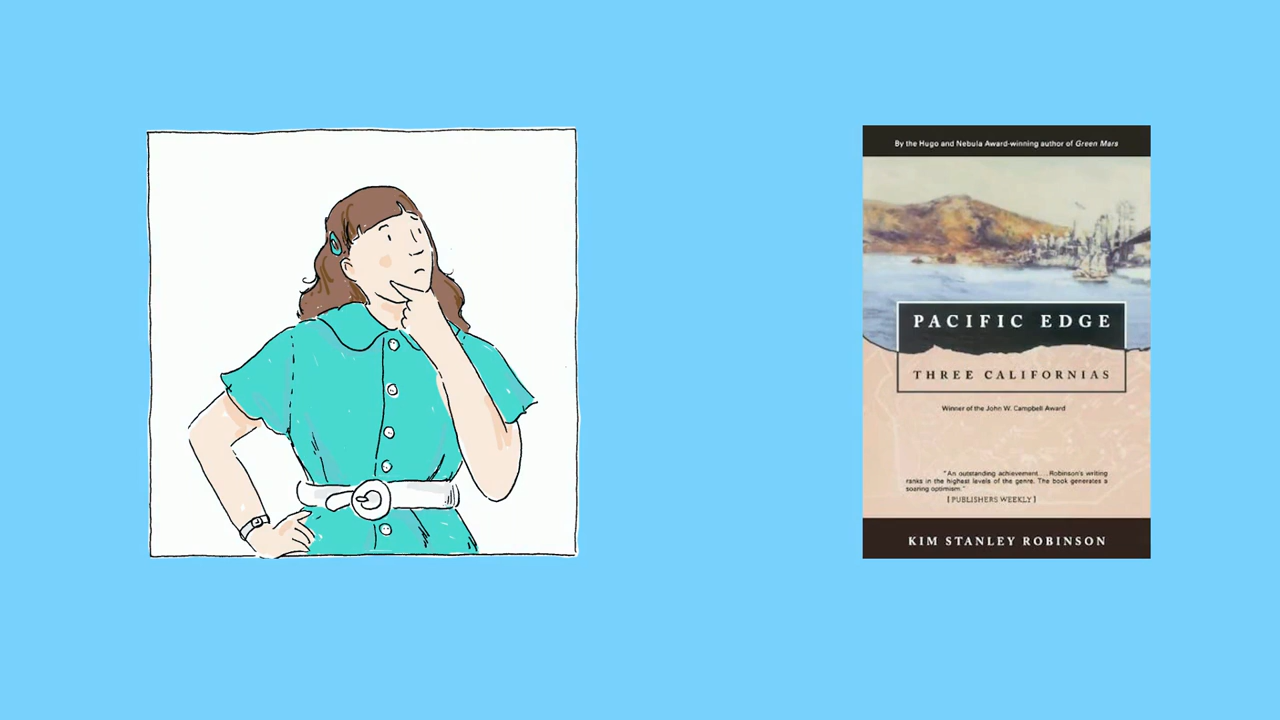 By the Hugo and Nebula Award-winning author of Green Mars
PACIFIC EDGE
THREE CALIFORNIAS
Winner of the John W. Campbell Award
"An outstanding achievement.... Robinson's writing
ranks in the highest levels of the genre. The book generates a
soaring optimism."
[PUBLISHERS WEEKLY]
KIM STANLEY ROBINSON